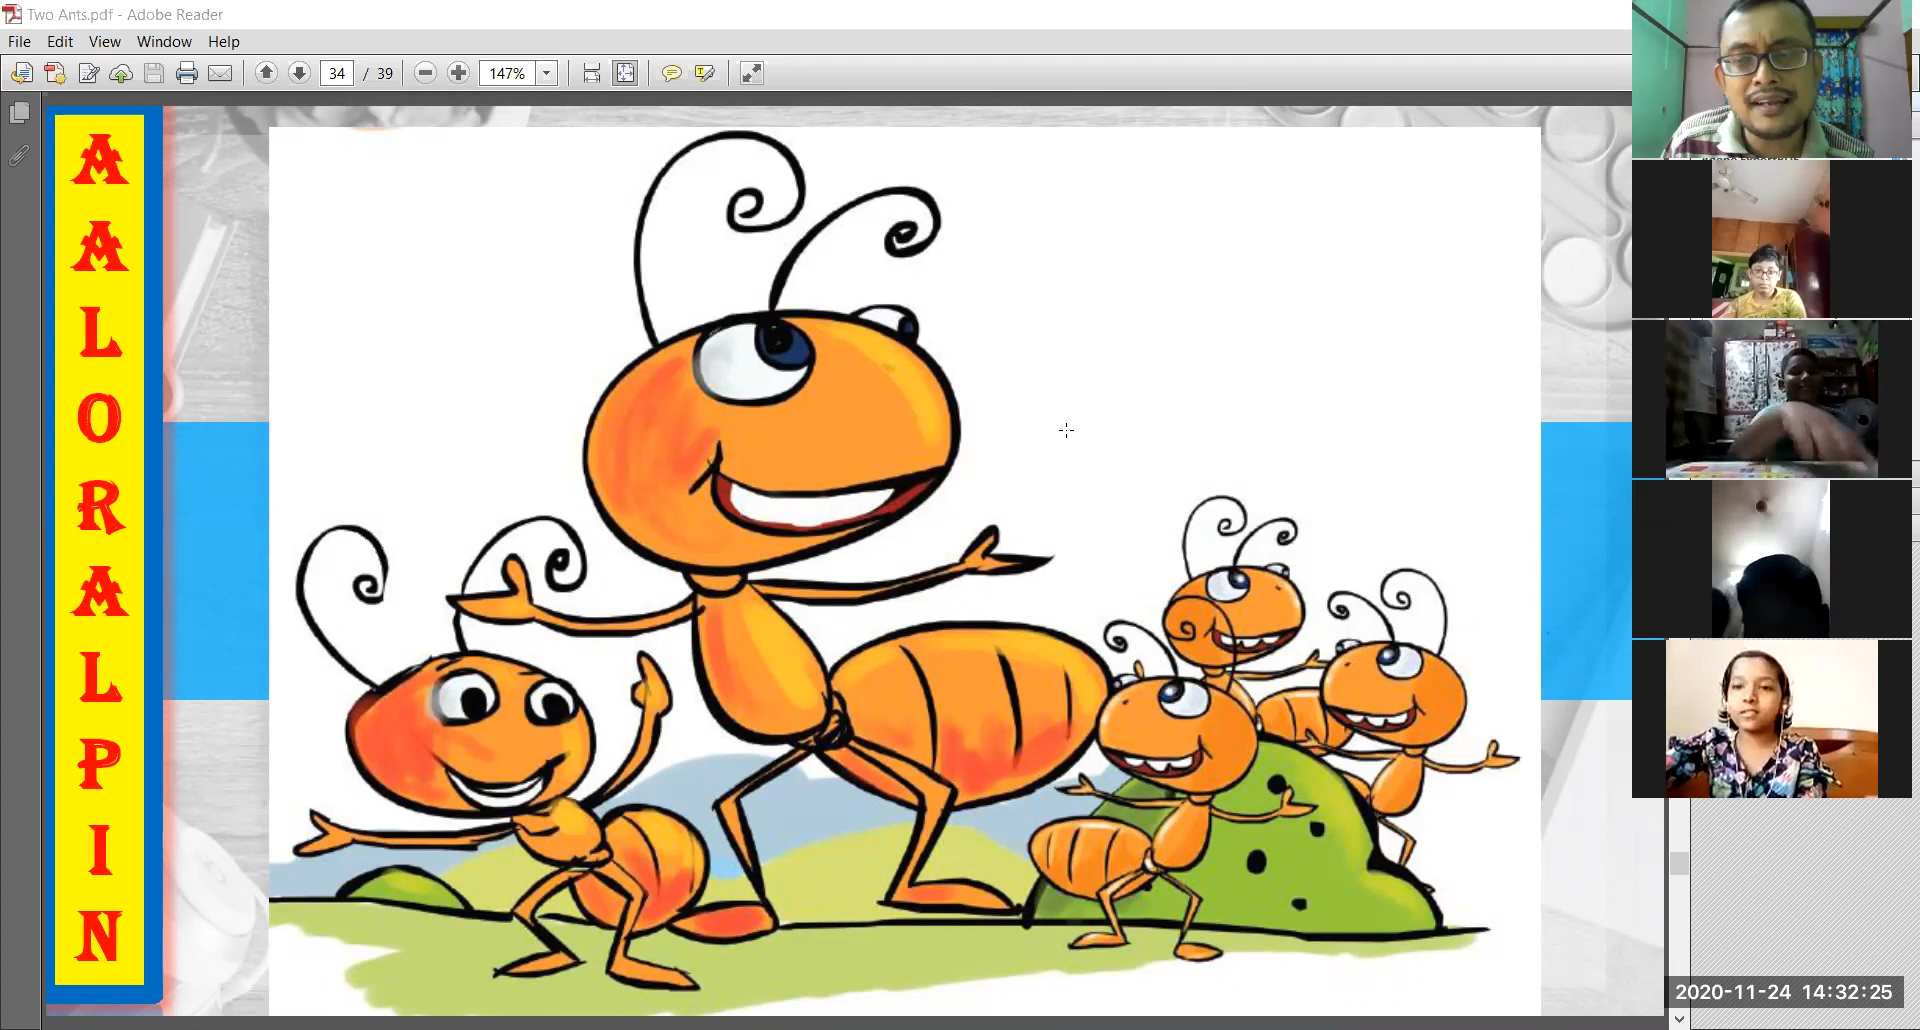 Two Ants.pdf - Adobe Reader
File Edit View Window Help
34 / 39 147%
A
A
L
O
R
A
L
P
I
N
2020-11-24 14:32:25